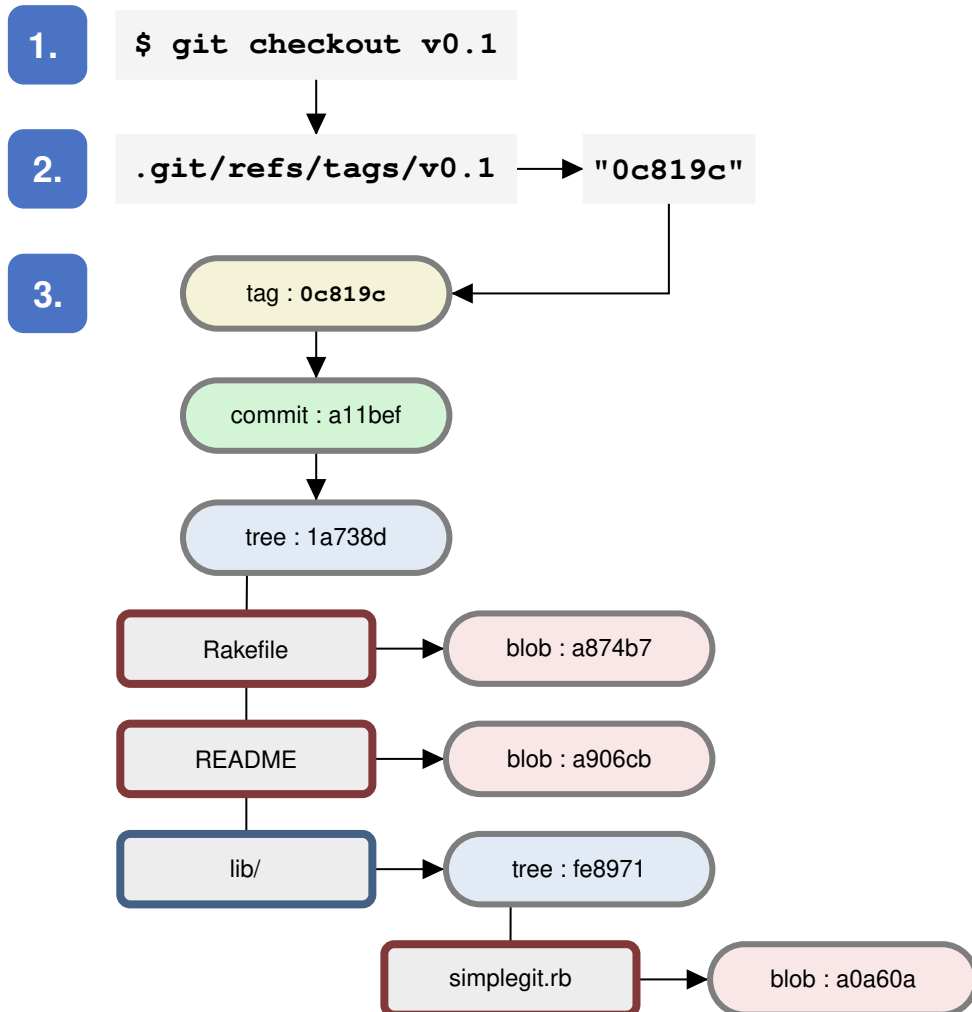 1.
$ git checkout v0.1
2.
.git/refs/tags/v0.1
"0c819c"
3.
tag : 0c819c
commit : a11bef
tree : 1a738d
Rakefile
blob : a874b7
README
blob : a906cb
lib/
tree : fe8971
simplegit.rb
blob : a0a60a